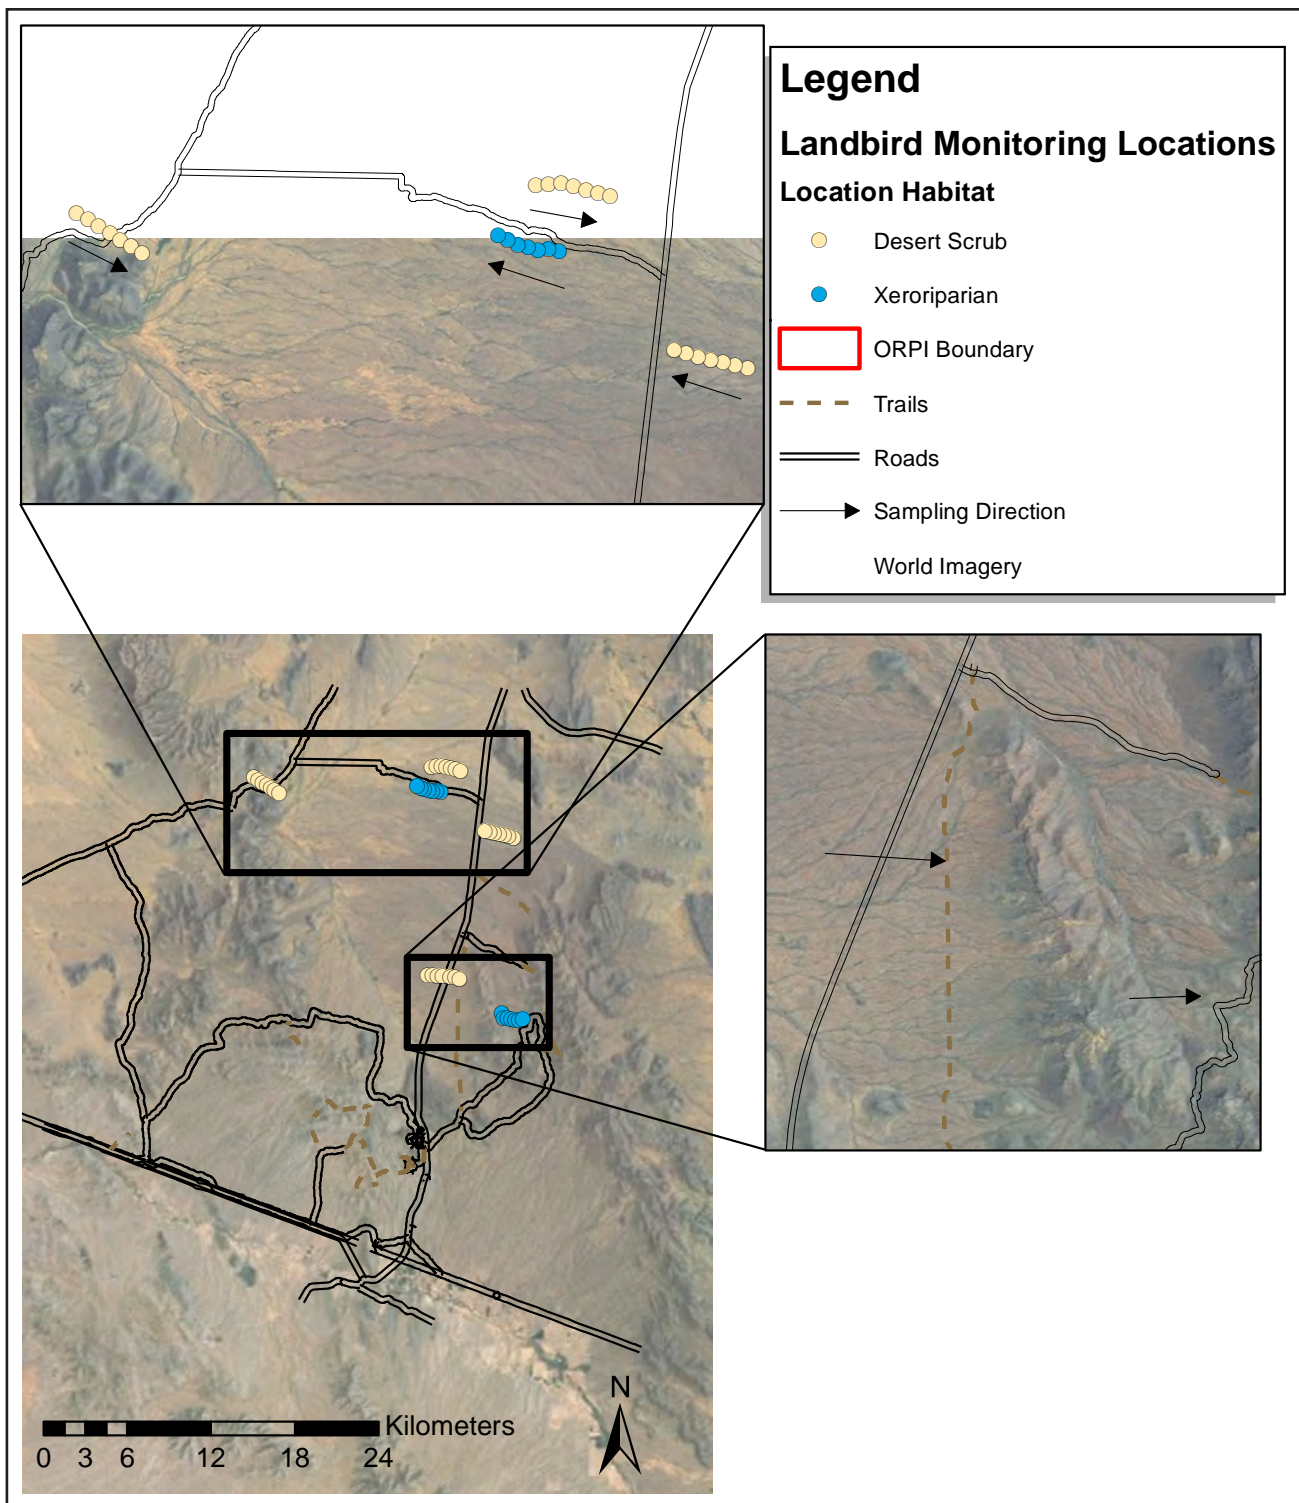 Legend
Landbird Monitoring Locations
Location Habitat
Desert Scrub
Xeroriparian
ORPI Boundary
Trails
Roads
Sampling Direction
World Imagery
N
Kilometers
0 3 6 12 18 24